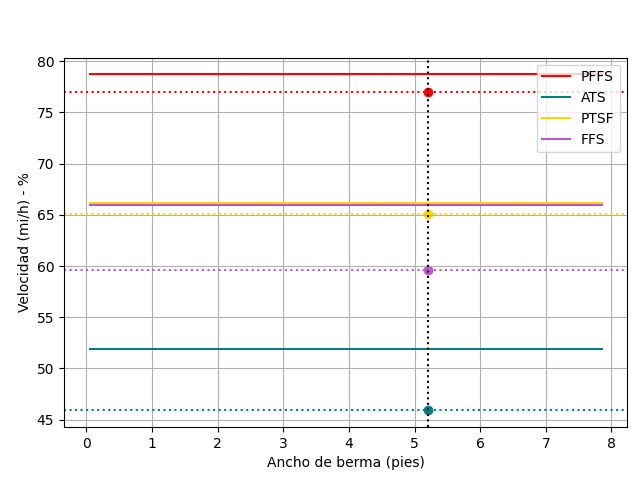 80
75
70
65
60
55
50
45
Velocidad (mi/h) - %
PFFS
ATS
PTSF
FFS
0 1 2 3 4 5 6 7 8
Ancho de berma (pies)